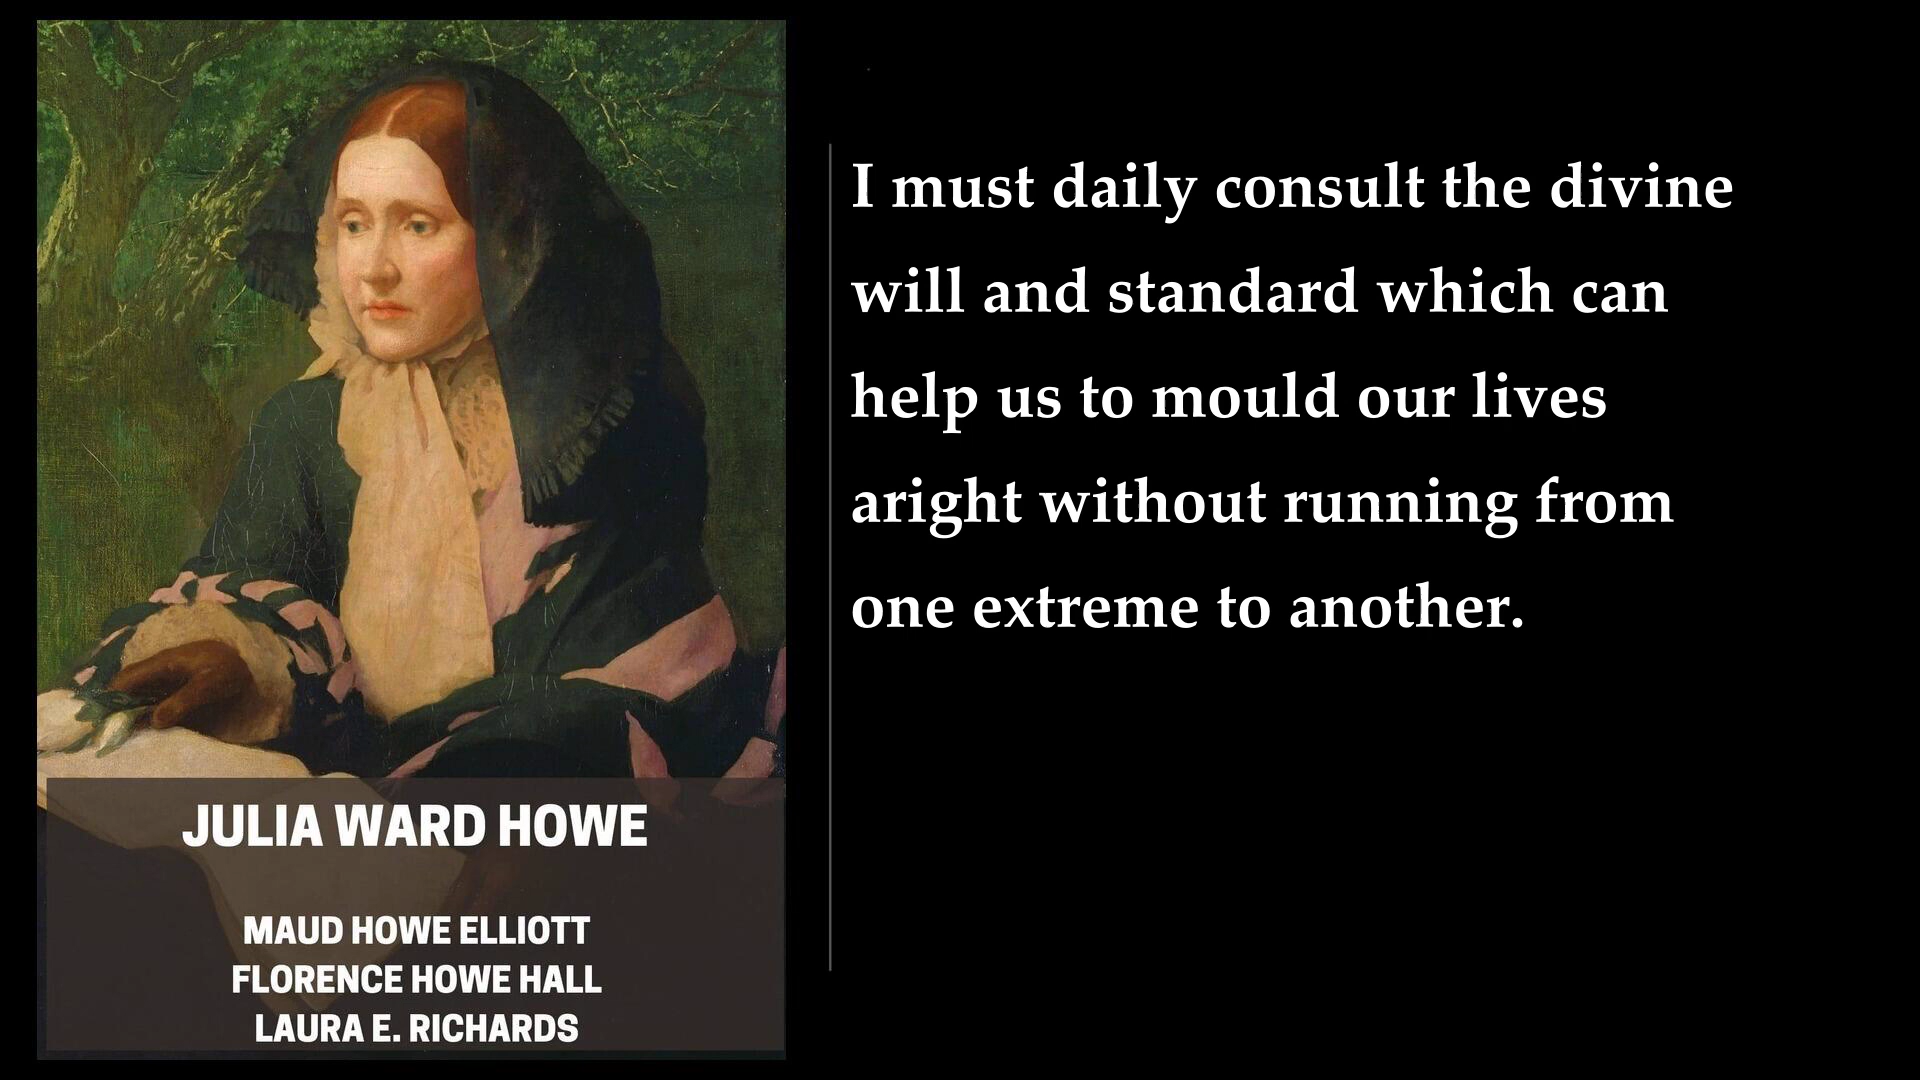 JULIA WARD HOWE
MAUD HOWE ELLIOTT
FLORENCE HOWE HALL
LAURA E. RICHARDS
I must daily consult the divine
will and standard which can
help us to mould our lives
aright without running from
one extreme to another.